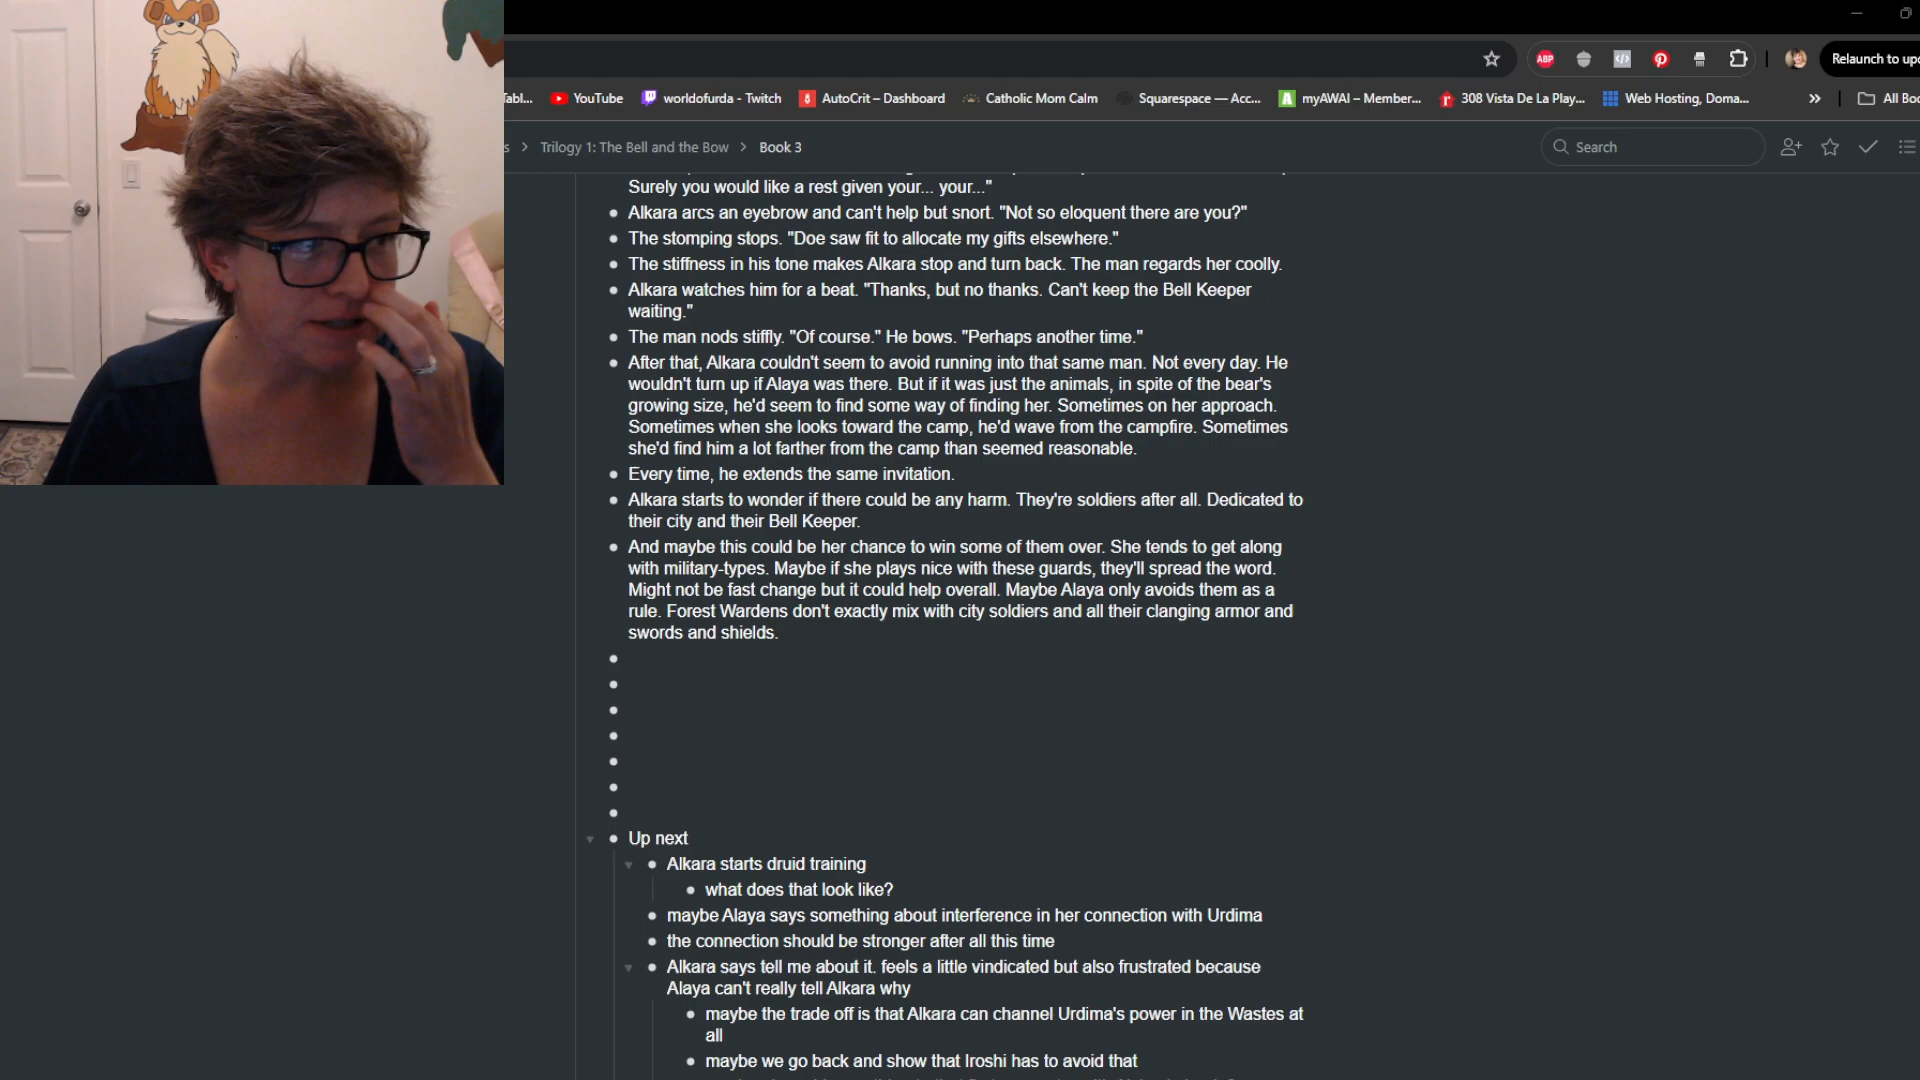 Relaunch to up
ABP
Tabl...
YouTube
worldofurda - Twitch
AutoCrit – Dashboard
Catholic Mom Calm
Squarespace — Acc...
A
myAWAI – Member...
r
308 Vista De La Play...
Web Hosting, Doma...
»
All Boo
s > Trilogy 1: The Bell and the Bow > Book 3
Search
Surely you would like a rest given your... your..."
Alkara arcs an eyebrow and can't help but snort. "Not so eloquent there are you?"
The stomping stops. "Doe saw fit to allocate my gifts elsewhere."
The stiffness in his tone makes Alkara stop and turn back. The man regards her coolly.
Alkara watches him for a beat. "Thanks, but no thanks. Can't keep the Bell Keeper
waiting."
The man nods stiffly. "Of course." He bows. "Perhaps another time."
After that, Alkara couldn't seem to avoid running into that same man. Not every day. He
wouldn't turn up if Alaya was there. But if it was just the animals, in spite of the bear's
growing size, he'd seem to find some way of finding her. Sometimes on her approach.
Sometimes when she looks toward the camp, he'd wave from the campfire. Sometimes
she'd find him a lot farther from the camp than seemed reasonable.
Every time, he extends the same invitation.
Alkara starts to wonder if there could be any harm. They're soldiers after all. Dedicated to
their city and their Bell Keeper.
And maybe this could be her chance to win some of them over. She tends to get along
with military-types. Maybe if she plays nice with these guards, they'll spread the word.
Might not be fast change but it could help overall. Maybe Alaya only avoids them as a
rule. Forest Wardens don't exactly mix with city soldiers and all their clanging armor and
swords and shields.
Up next
Alkara starts druid training
what does that look like?
maybe Alaya says something about interference in her connection with Urdima
the connection should be stronger after all this time
Alkara says tell me about it. feels a little vindicated but also frustrated because
Alaya can't really tell Alkara why
maybe the trade off is that Alkara can channel Urdima's power in the Wastes at
all
maybe we go back and show that Iroshi has to avoid that